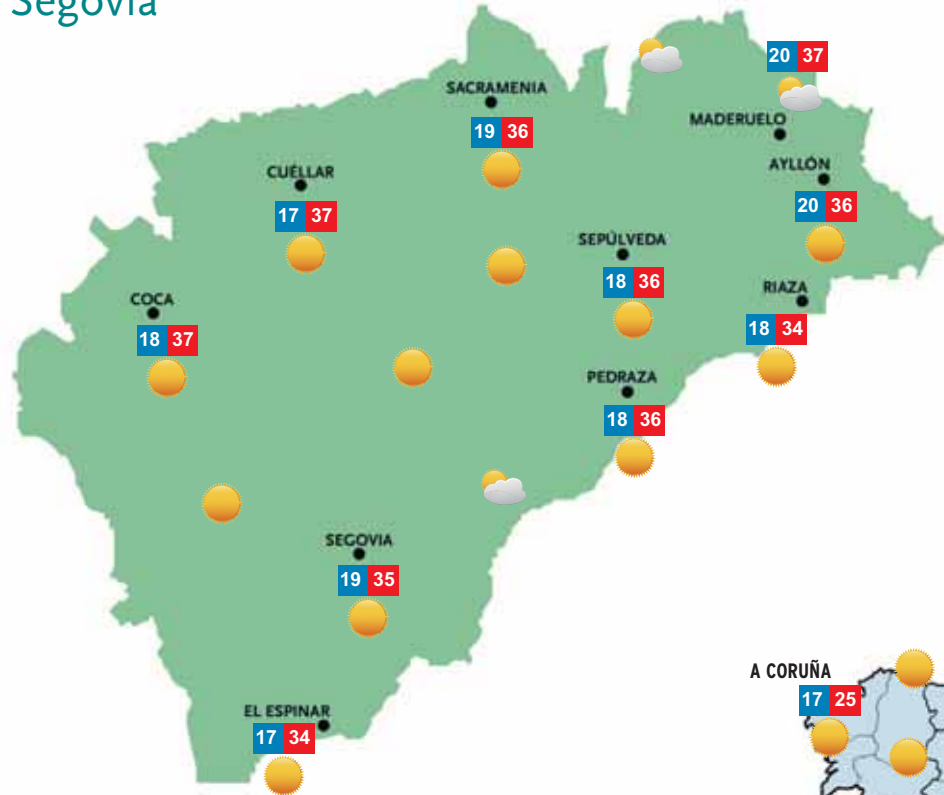 Segovia
20 37
SACRAMENIA
19 36
MADERUELO
AYLLÓN
20 36
CUÉLLAR
17 37
SEPÚLVEDA
18 36
RIAZA
18 34
COCA
18 37
PEDRAZA
18 36
SEGOVIA
19 35
A CORUÑA
17 25
EL ESPINAR
17 34